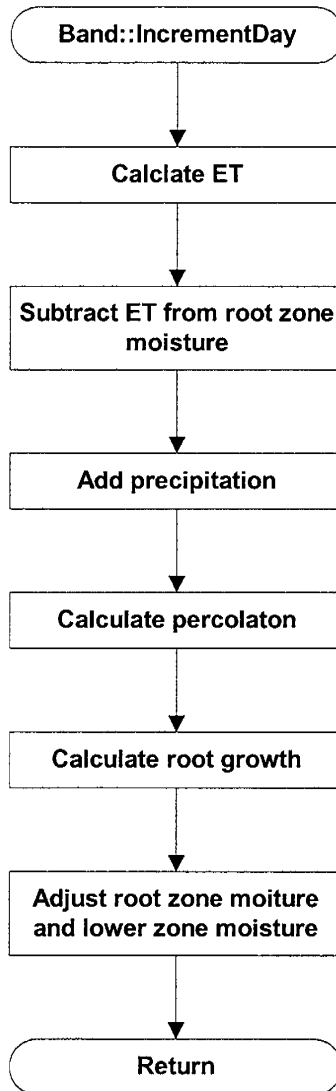 Band::IncrementDay
Calclate ET
Subtract ET from root zone
moisture
Add precipitation
Calculate percolaton
Calculate root growth
Adjust root zone moiture
and lower zone moisture
Return